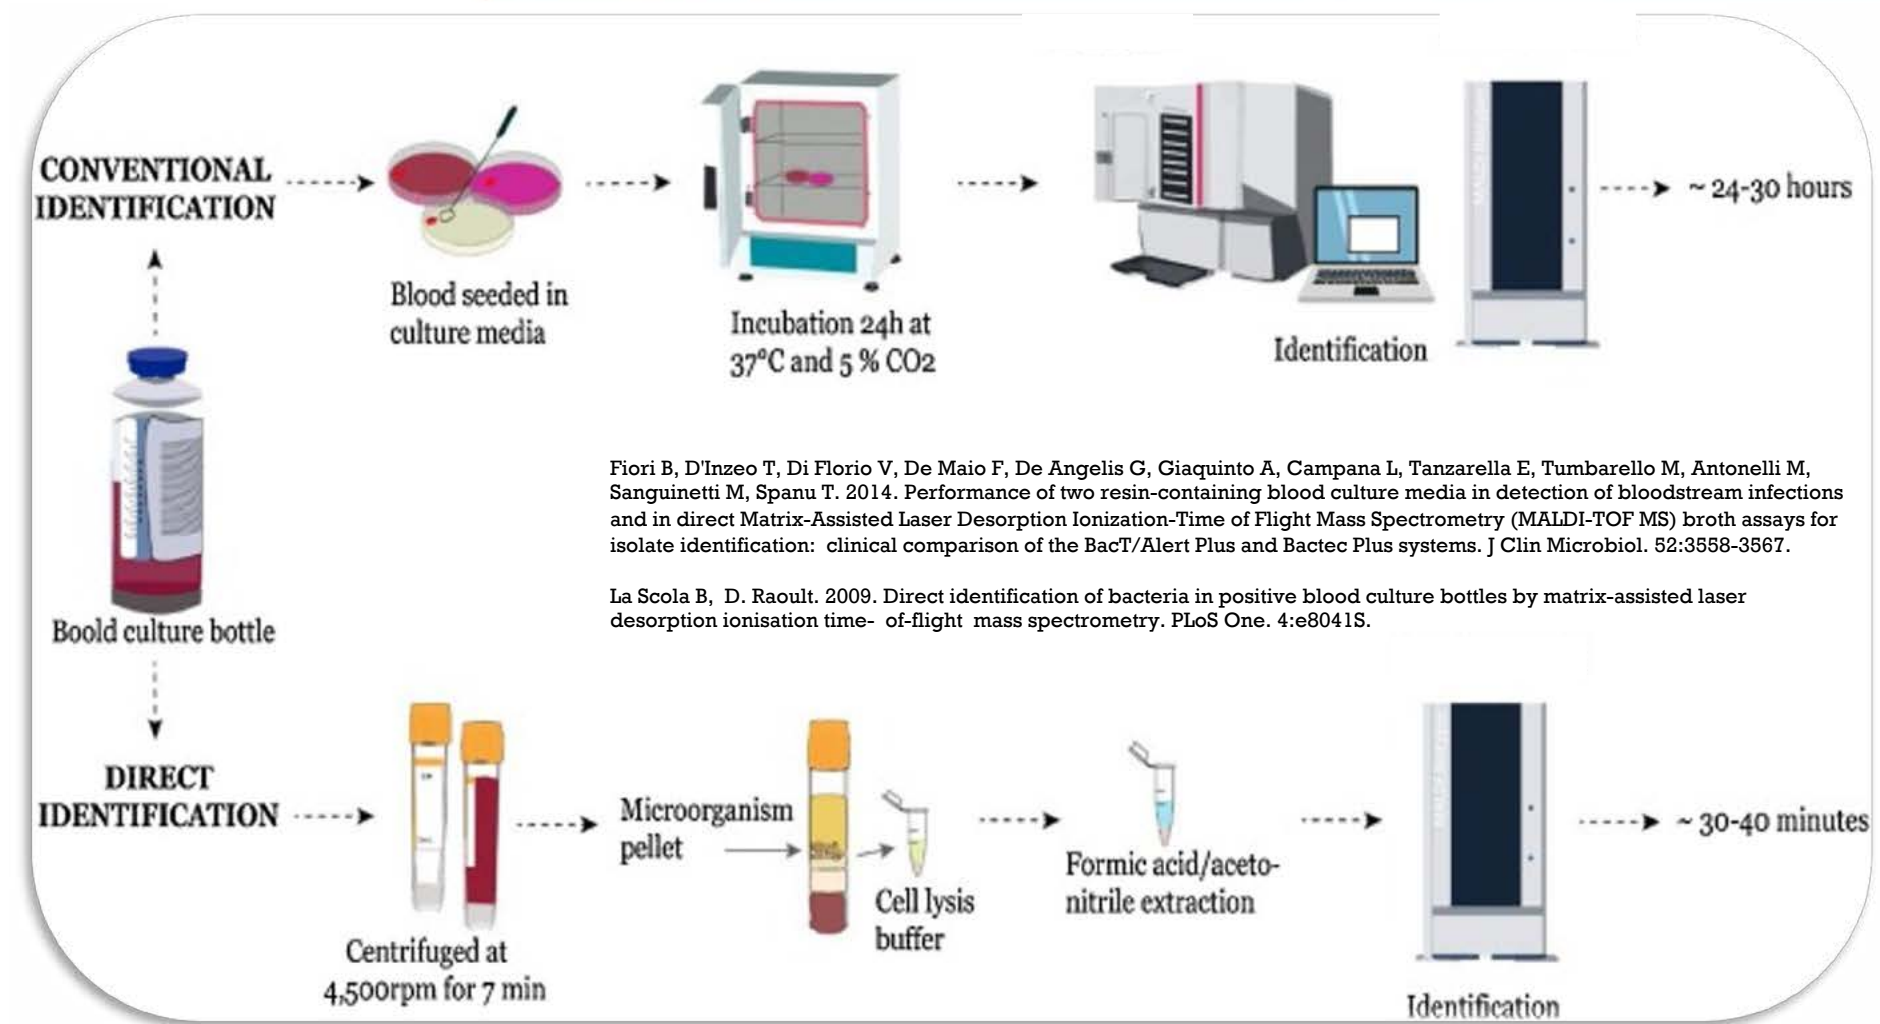 CONVENTIONAL
IDENTIFICATION
Blood seeded in
culture media
Incubation 24h at
37°C and 5 % CO2
Identification
~ 24-30 hours
Fiori B, D'Inzeo T, Di Florio V, De Maio F, De Angelis G, Giaquinto A, Campana L, Tanzarella E, Tumbarello M, Antonelli M,
Sanguinetti M, Spanu T. 2014. Performance of two resin-containing blood culture media in detection of bloodstream infections
and in direct Matrix-Assisted Laser Desorption Ionization-Time of Flight Mass Spectrometry (MALDI-TOF MS) broth assays for
isolate identification: clinical comparison of the BacT/Alert Plus and Bactec Plus systems. J Clin Microbiol. 52:3558-3567.
La Scola B, D. Raoult. 2009. Direct identification of bacteria in positive blood culture bottles by matrix-assisted laser
desorption ionisation time- of-flight mass spectrometry. PLoS One. 4:e8041S.
Boold culture bottle
DIRECT
IDENTIFICATION
Centrifuged at
4,500rpm for 7 min
Microorganism
pellet
Cell lysis
buffer
Formic acid/aceto-
nitrile extraction
Identification
~ 30-40 minutes